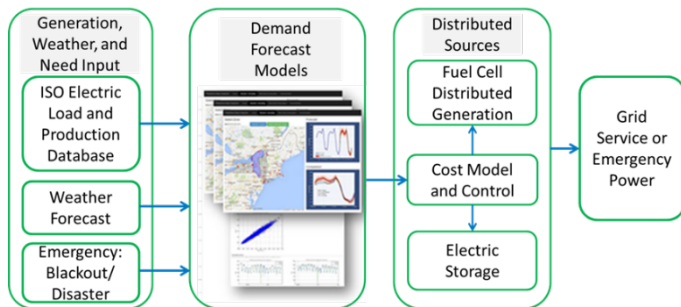 Generation,
Weather, and
Need Input
ISO Electric
Load and
Production
Database
Weather
Forecast
Emergency:
Blackout/
Disaster
Demand
Forecast
Models
Distributed
Sources
Fuel Cell
Distributed
Generation
Cost Model
and Control
Electric
Storage
Grid
Service or
Emergency
Power